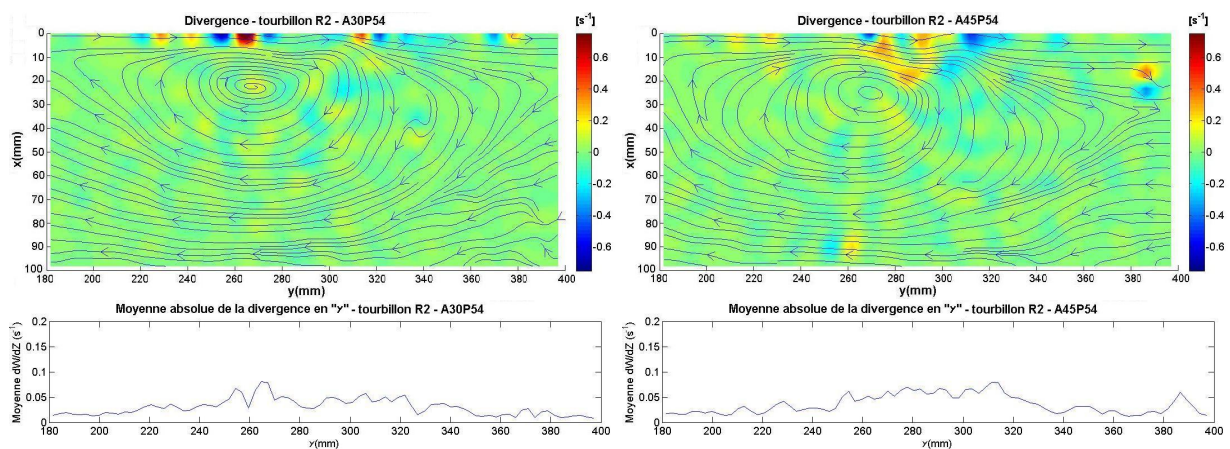 Divergence - tourbillon R2 - A30P54
[s⁻¹]
x(mm)
0
10
20
30
40
50
60
70
80
90
100
180 200 220 240 260 280 300 320 340 360 380 400
y(mm)
0.6
0.4
0.2
0
-0.2
-0.4
-0.6
Divergence - tourbillon R2 - A45P54
[s⁻¹]
x(mm)
0
10
20
30
40
50
60
70
80
90
100
180 200 220 240 260 280 300 320 340 360 380 400
y(mm)
0.6
0.4
0.2
0
-0.2
-0.4
-0.6
Moyenne absolue de la divergence en "y" - tourbillon R2 - A30P54
Moyenne dW/dZ (s⁻¹)
0.2
0.15
0.1
0.05
0
180 200 220 240 260 280 300 320 340 360 380 400
y(mm)
Moyenne absolue de la divergence en "y" - tourbillon R2 - A45P54
Moyenne dW/dZ (s⁻¹)
0.2
0.15
0.1
0.05
0
180 200 220 240 260 280 300 320 340 360 380 400
y(mm)